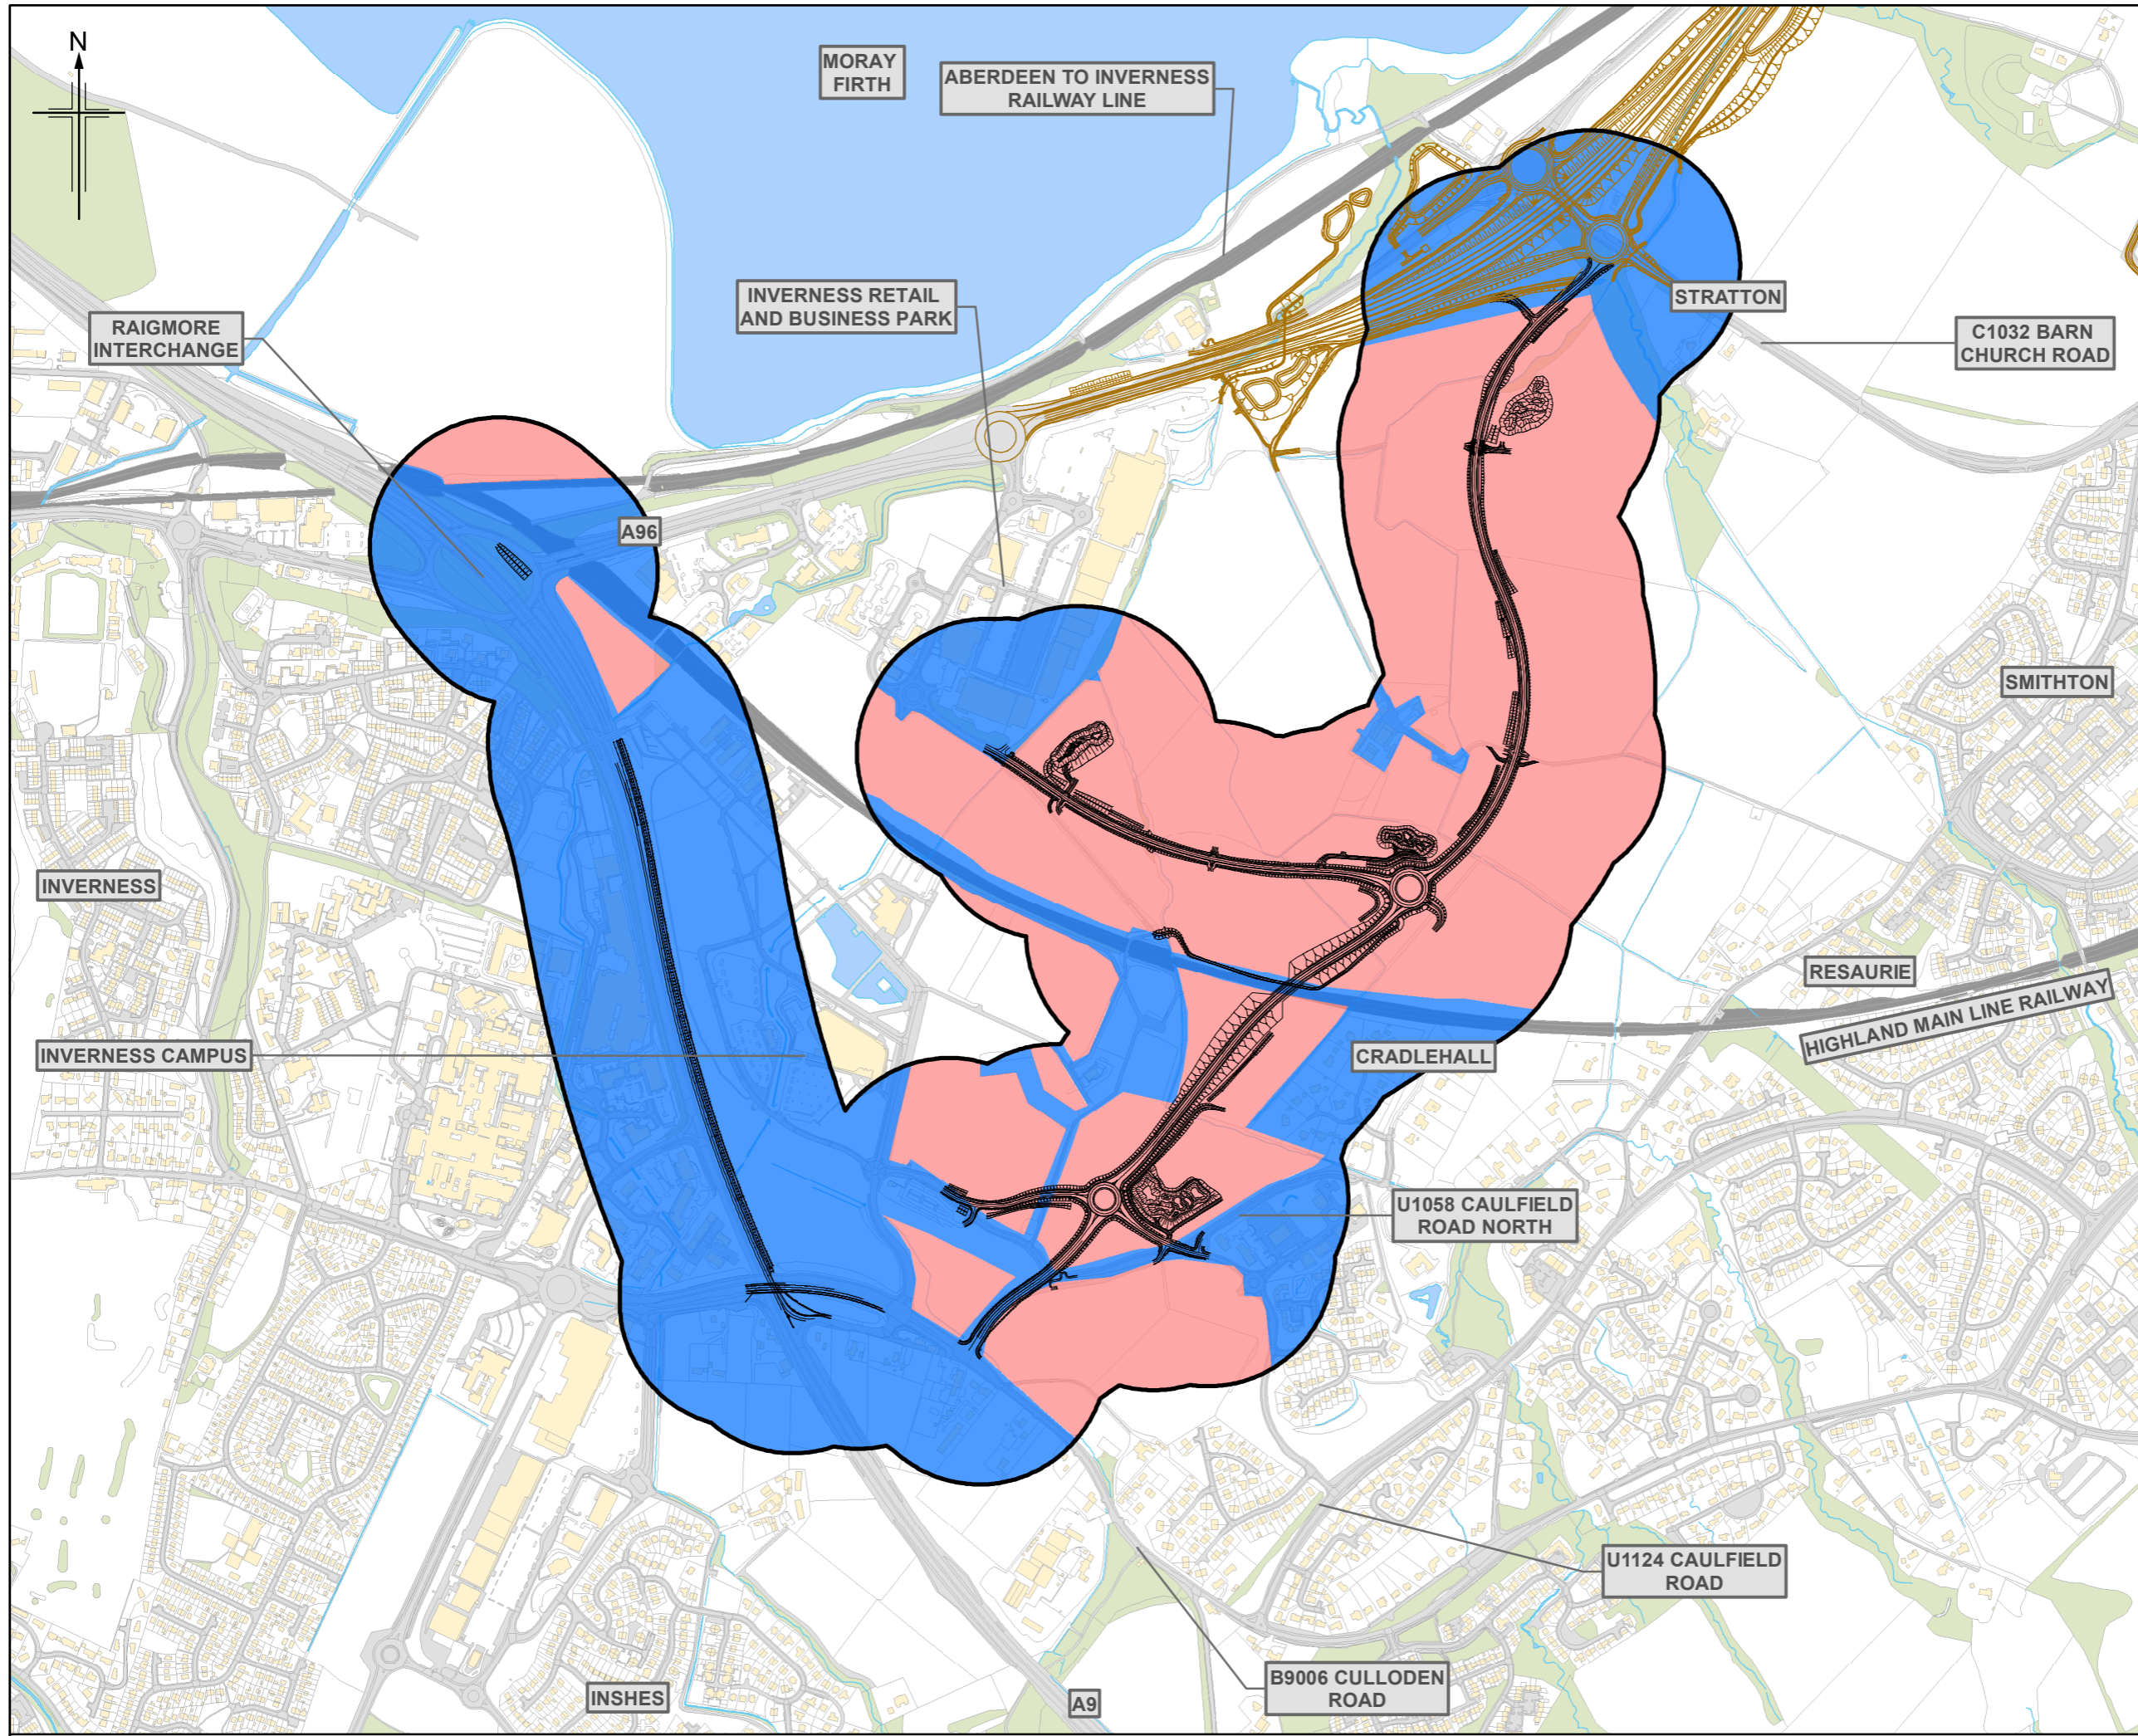 N
MORAY
FIRTH
ABERDEEN TO INVERNESS
RAILWAY LINE
INVERNESS RETAIL
AND BUSINESS PARK
STRATTON
RAIGMORE
INTERCHANGE
C1032 BARN
CHURCH ROAD
A96
SMITHTON
INVERNESS
RESAURIE
HIGHLAND MAIN LINE RAILWAY
INVERNESS CAMPUS
CRADLEHALL
U1058 CAULFIELD
ROAD NORTH
U1124 CAULFIELD
ROAD
B9006 CULLODEN
ROAD
INSHES
A9